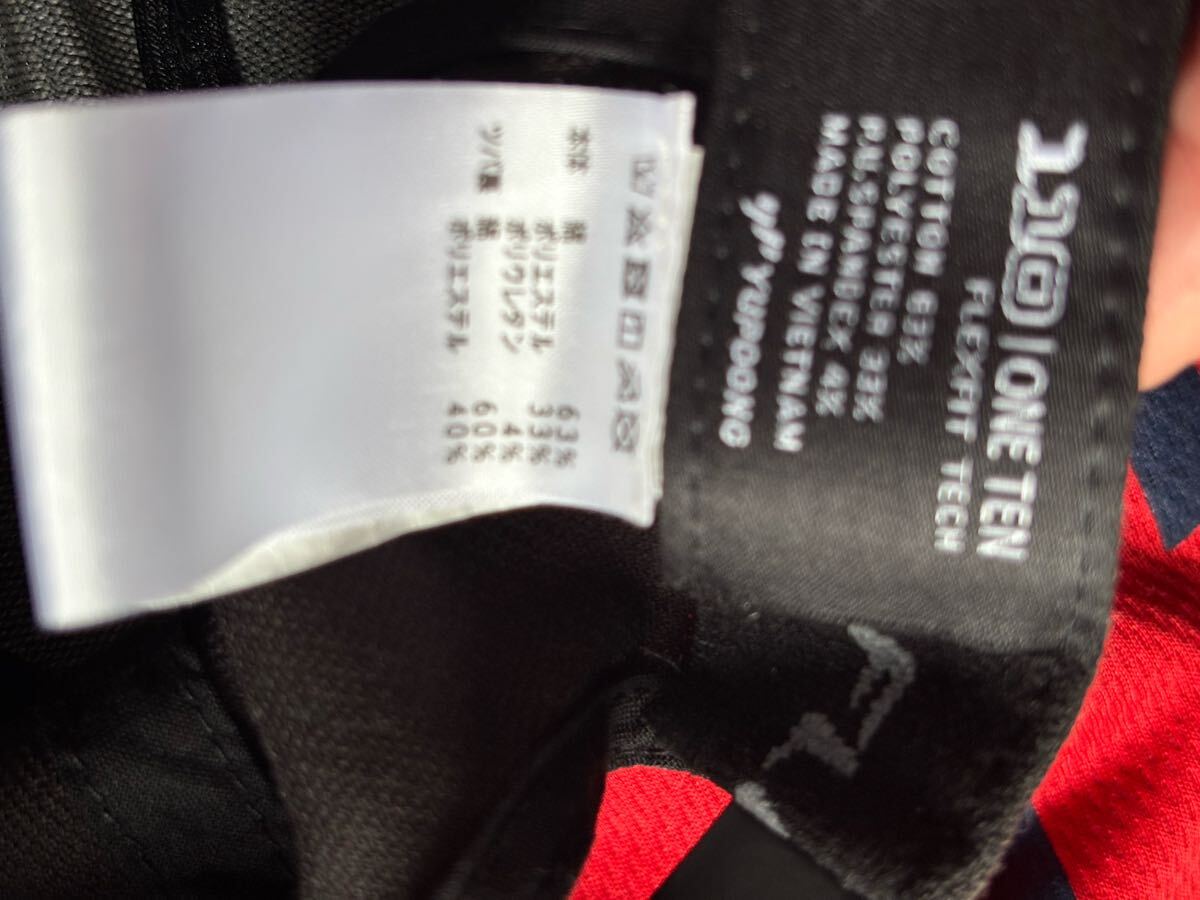 110 | ONE TEN
FLEXFIT TECH
COTTON 63%
POLYESTER 33%
P.U.SPANDEX 4%
MADE IN VIETNAM
YUPOONG
本体 綿 63%
ポリエステル 33%
ポリウレタン 4%
ツバ裏 綿 60%
ポリエステル 40%